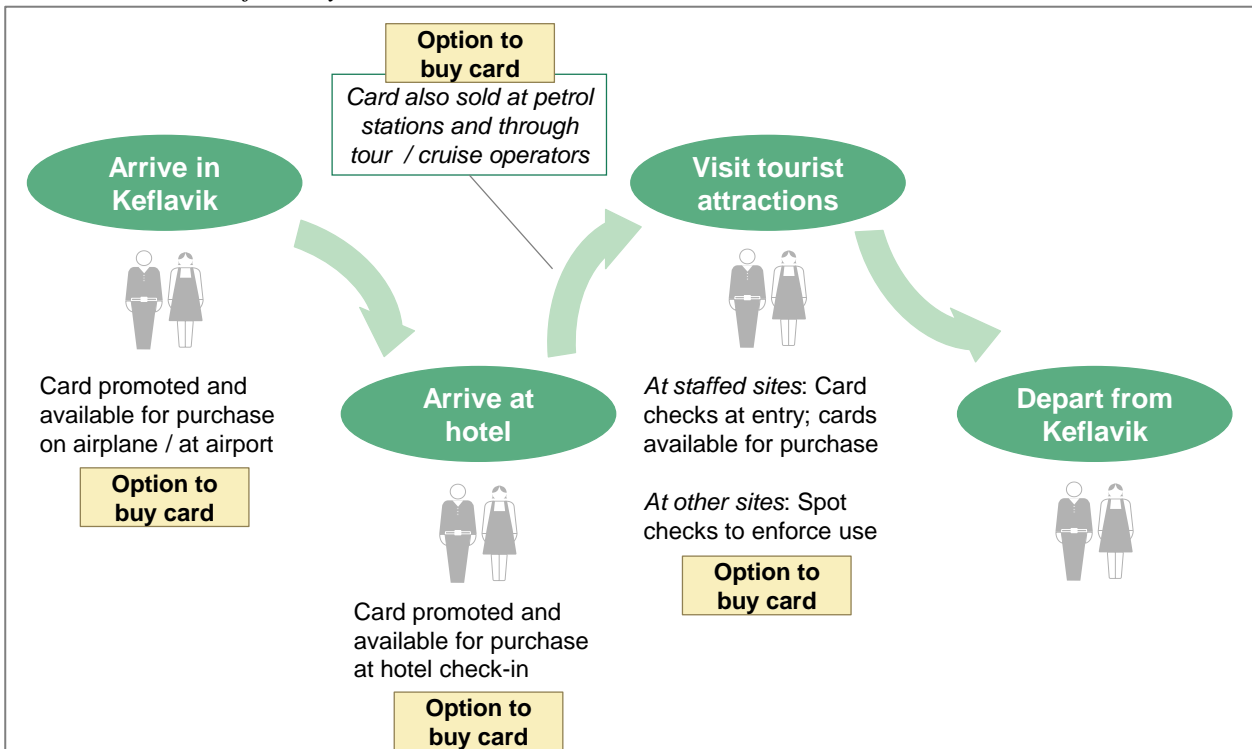 Option to
buy card
Card also sold at petrol
stations and through
tour / cruise operators
Arrive in
Keflavik
Visit tourist
attractions
Card promoted and
available for purchase
on airplane / at airport
Option to
buy card
Arrive at
hotel
At staffed sites: Card
checks at entry; cards
available for purchase
At other sites: Spot
checks to enforce use
Option to
buy card
Depart from
Keflavik
Card promoted and
available for purchase
at hotel check-in
Option to
buy card